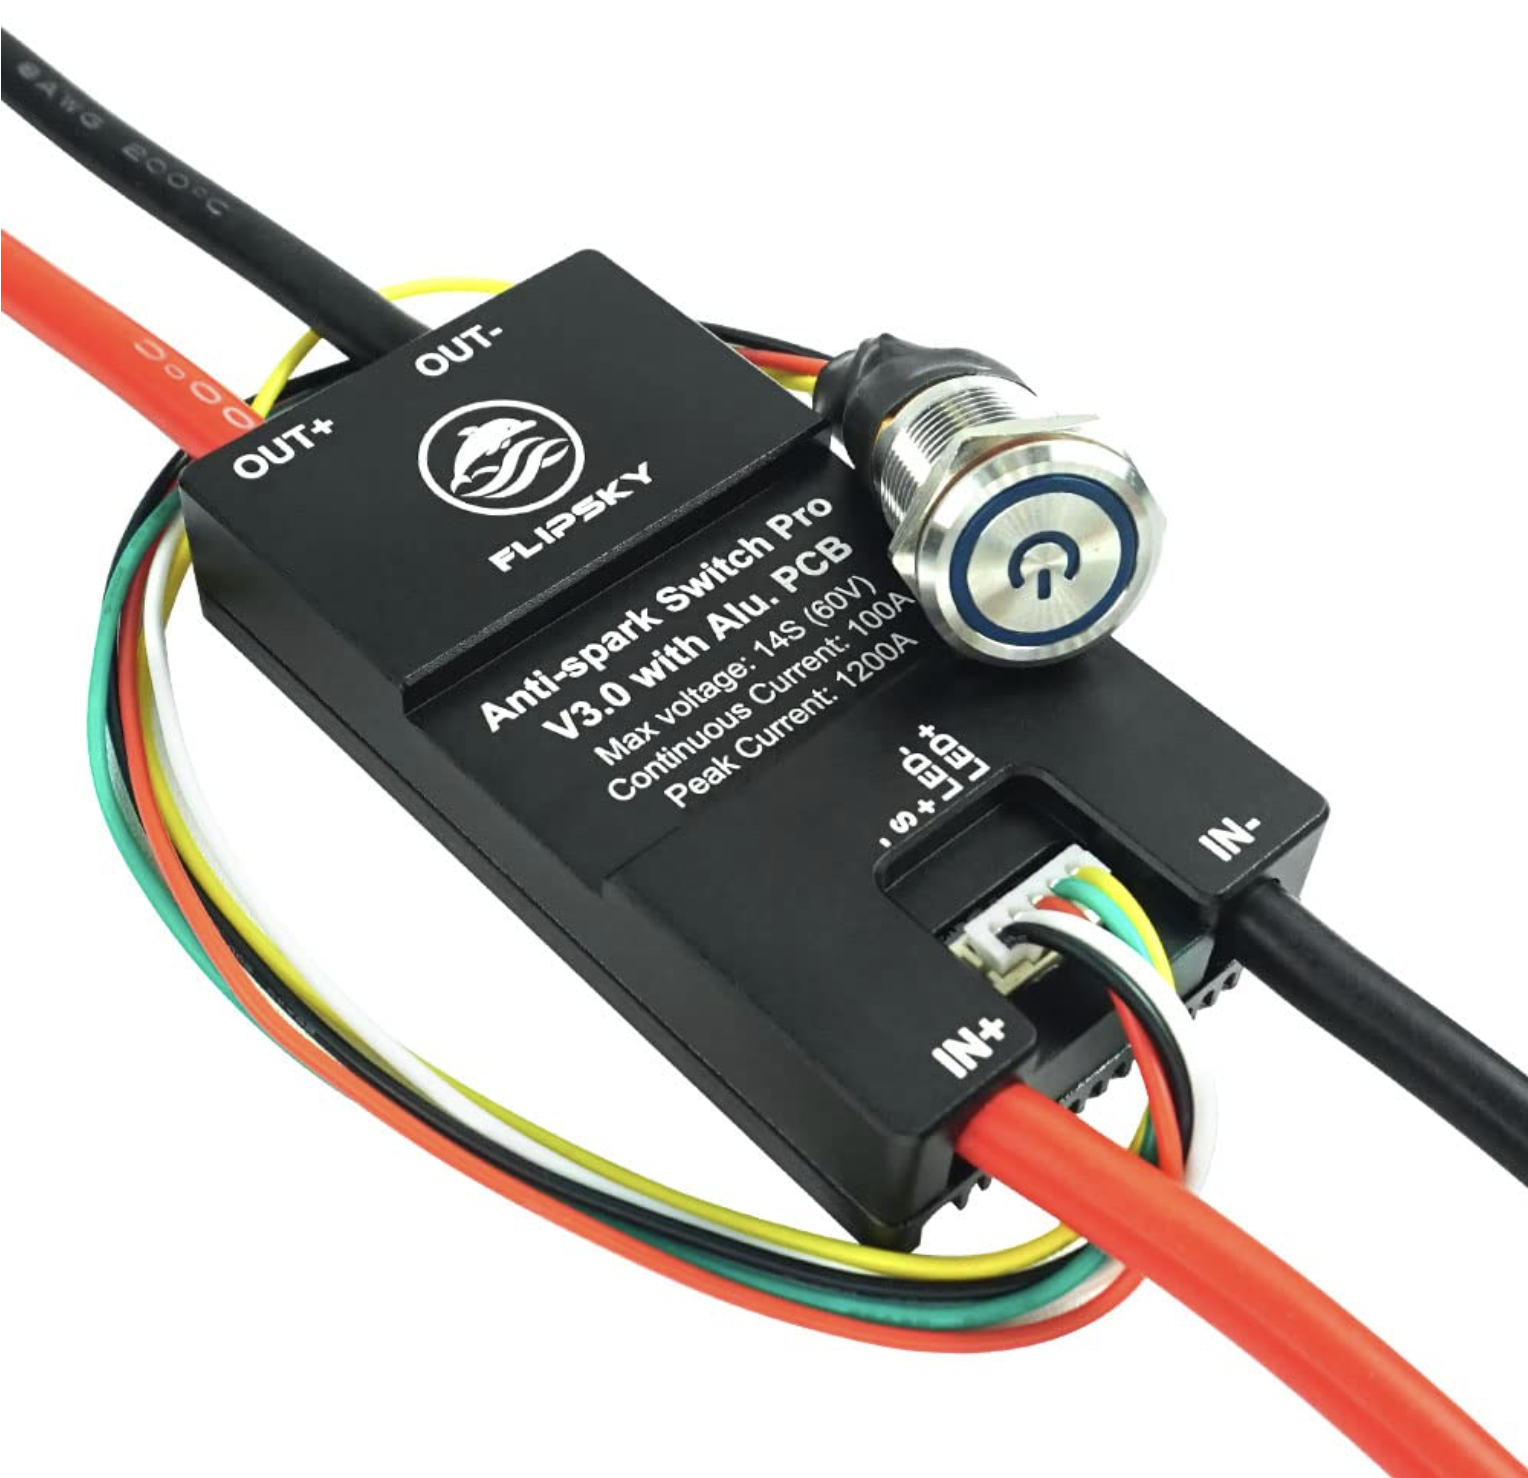 8AWG 200°C
OUT-
OUT+
FLIPSKY
Anti-spark Switch Pro
V3.0 with Alu. PCB
Max voltage: 14S (60V)
Continuous Current: 100A
Peak Current: 1200A
- S + LED- LED+
IN-
IN+